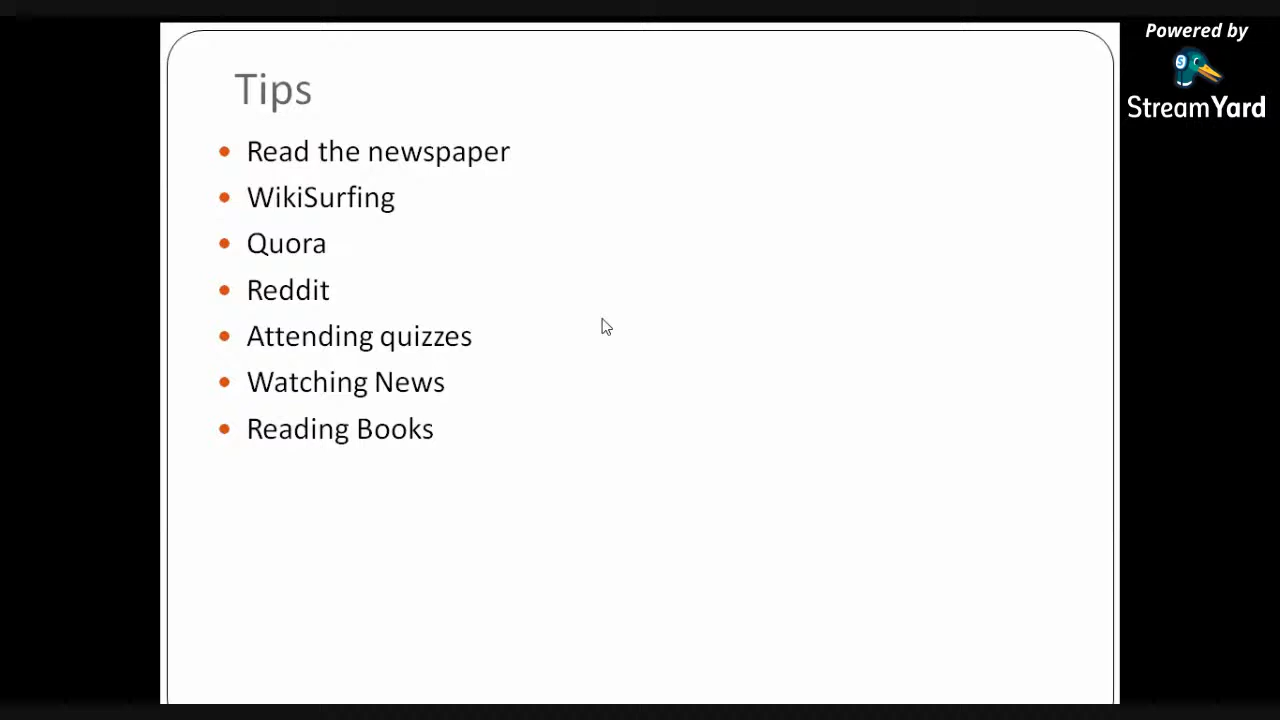 Powered by
StreamYard
Tips
Read the newspaper
WikiSurfing
Quora
Reddit
Attending quizzes
Watching News
Reading Books